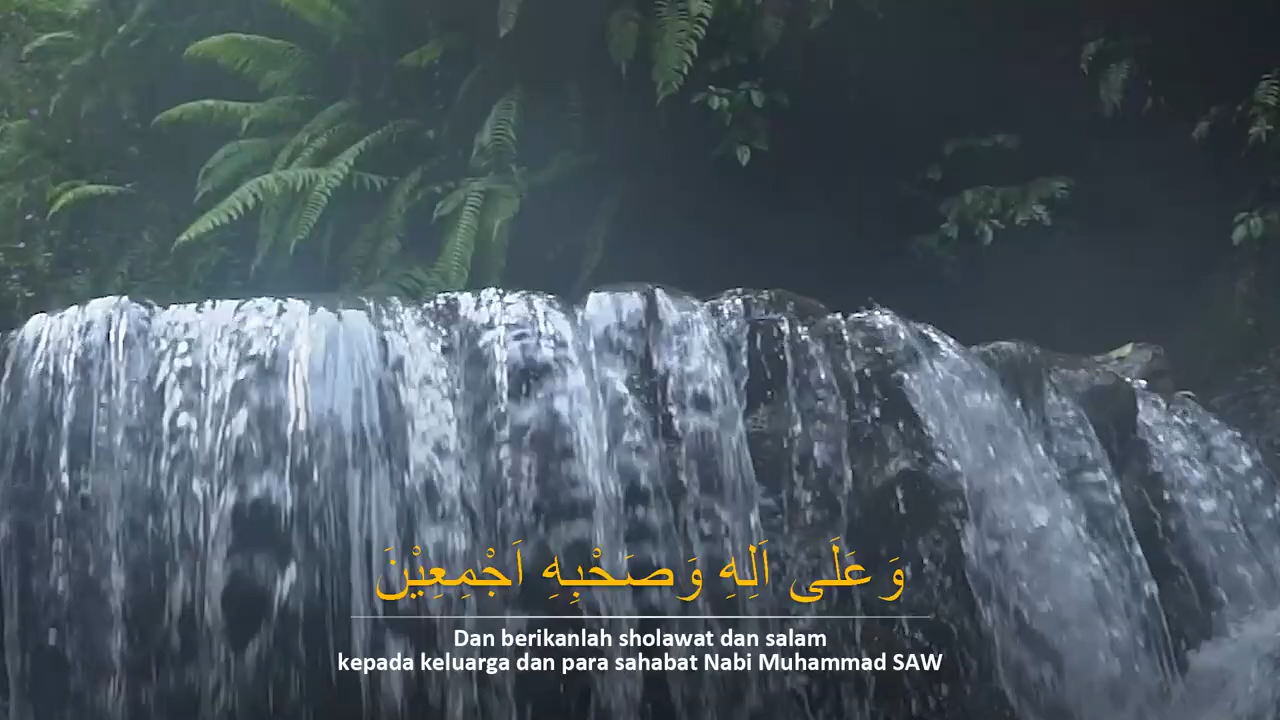 وَ عَلَى اَلِهِ وَصَحْبِهِ اَجْمِعِيْنَ
Dan berikanlah sholawat dan salam
kepada keluarga dan para sahabat Nabi Muhammad SAW